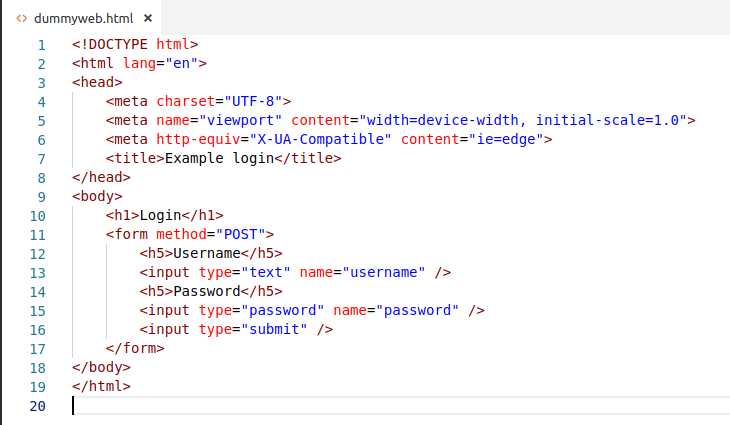 <> dummyweb.html ×
1 <!DOCTYPE html>
2 <html lang="en">
3 <head>
4     <meta charset="UTF-8">
5     <meta name="viewport" content="width=device-width, initial-scale=1.0">
6     <meta http-equiv="X-UA-Compatible" content="ie=edge">
7     <title>Example login</title>
8 </head>
9 <body>
10     <h1>Login</h1>
11     <form method="POST">
12         <h5>Username</h5>
13         <input type="text" name="username" />
14         <h5>Password</h5>
15         <input type="password" name="password" />
16         <input type="submit" />
17     </form>
18 </body>
19 </html>
20